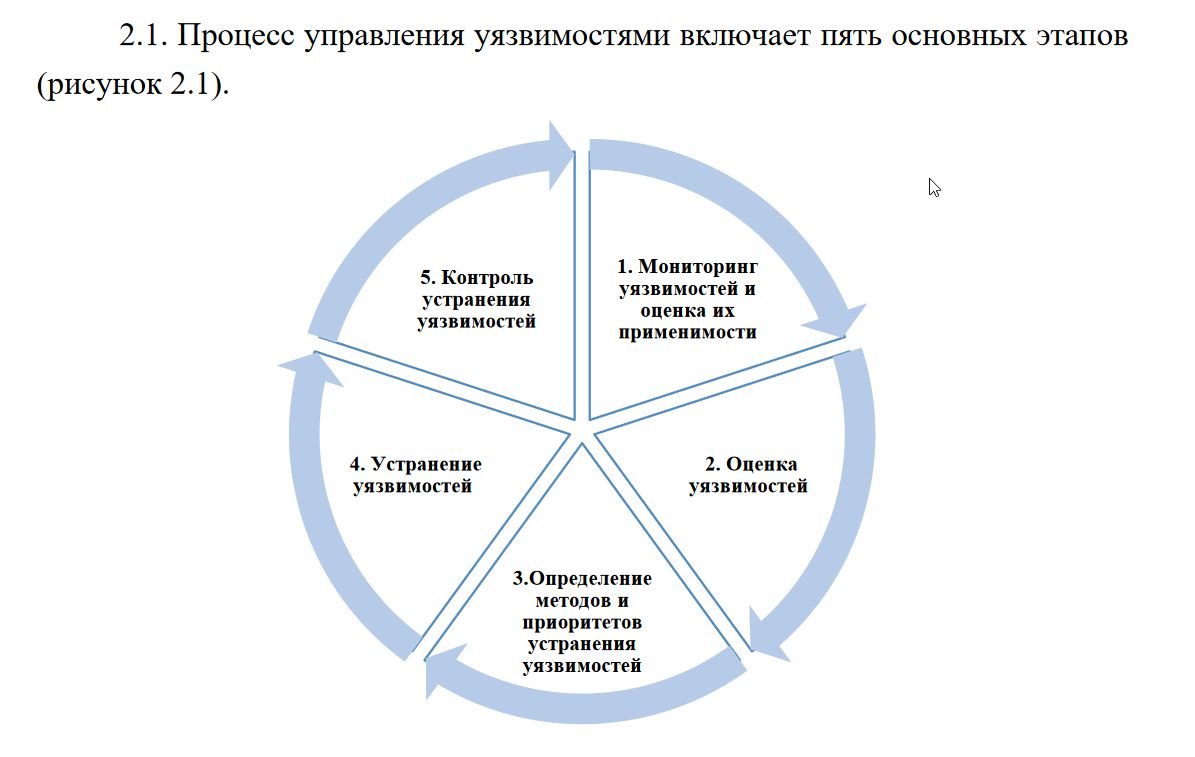 2.1. Процесс управления уязвимостями включает пять основных этапов
(рисунок 2.1).
1. Мониторинг
уязвимостей и
оценка их
применимости
2. Оценка
уязвимостей
3.Определение
методов и
приоритетов
устранения
уязвимостей
4. Устранение
уязвимостей
5. Контроль
устранения
уязвимостей